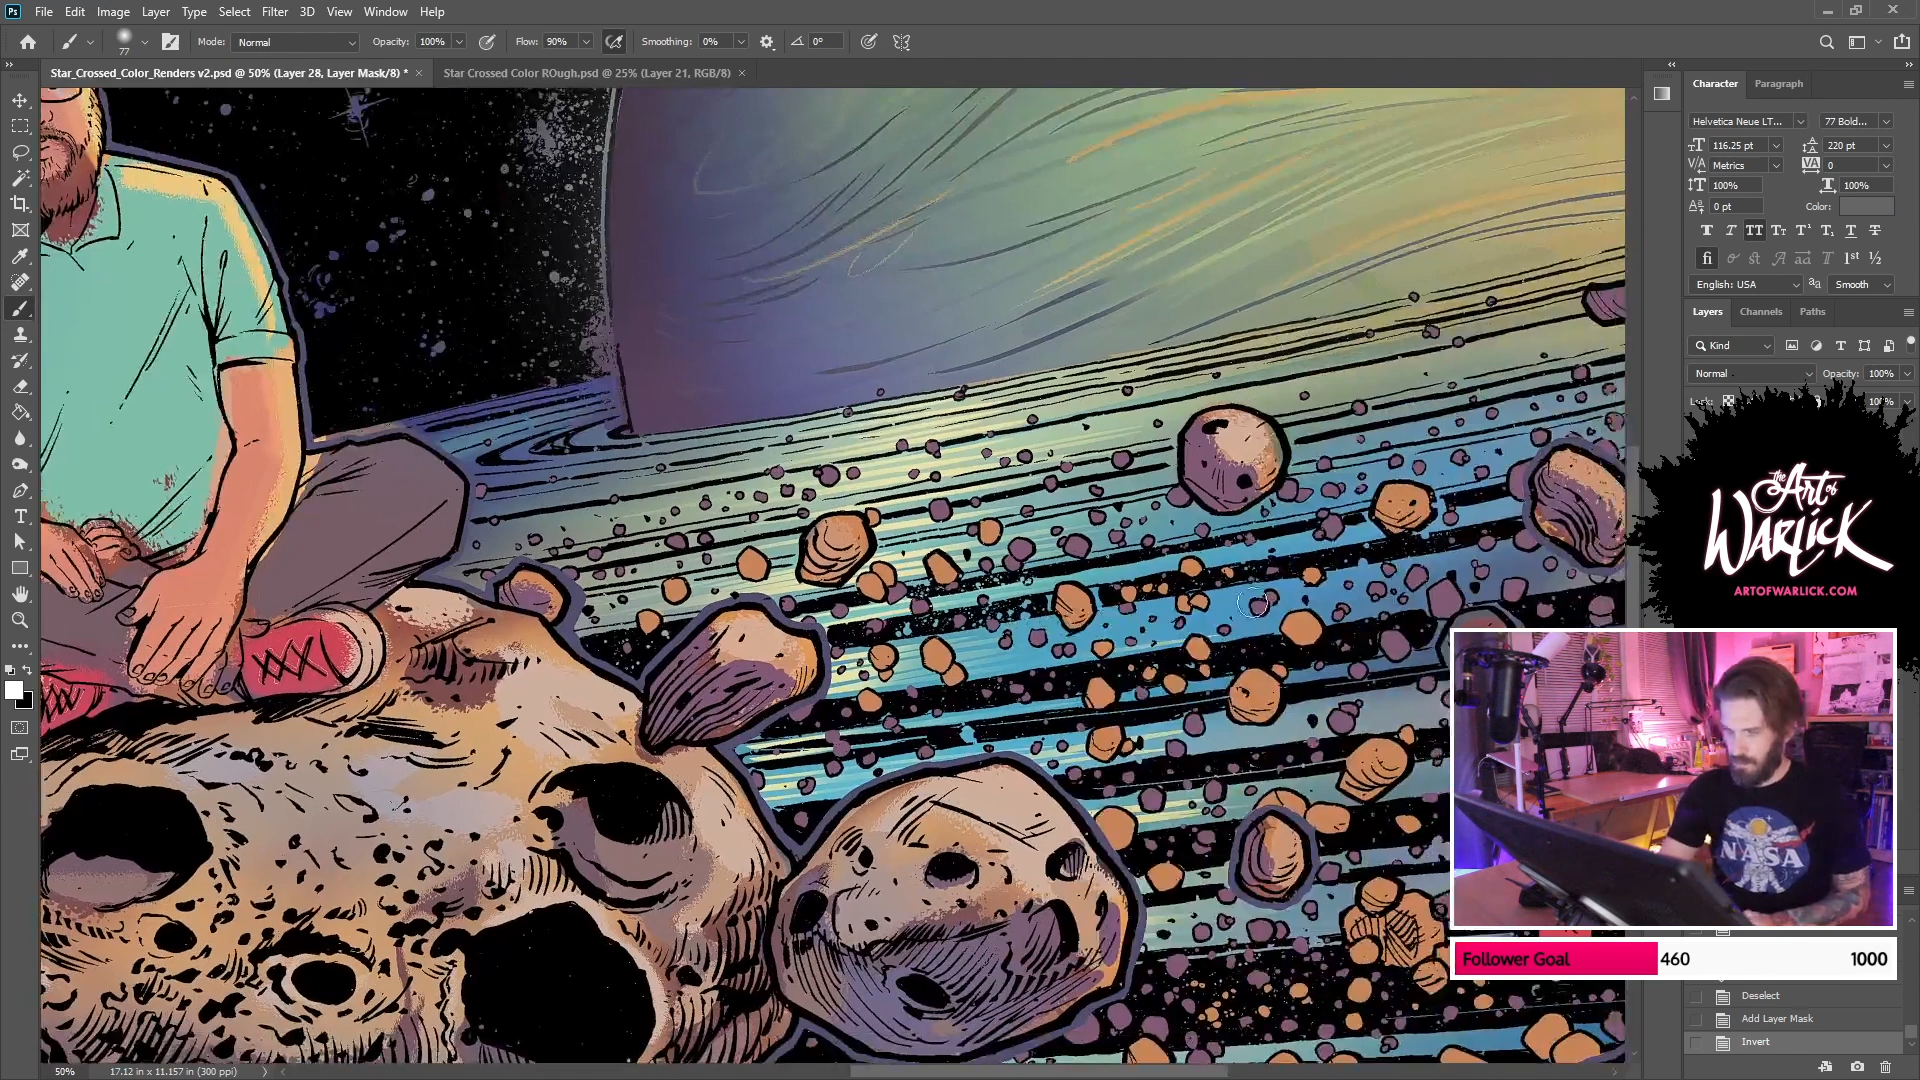 Ps File Edit Image Layer Type Select Filter 3D View Window Help
77 Mode: Normal Opacity: 100% Flow: 90% Smoothing: 0% 0°
Star_Crossed_Color_Renders v2.psd @ 50% (Layer 28, Layer Mask/8) * × Star Crossed Color ROugh.psd @ 25% (Layer 21, RGB/8) ×
Character Paragraph
Helvetica Neue LT... 77 Bold...
116.25 pt 220 pt
Metrics 0
100% 100%
0 pt Color:
English: USA Smooth
Layers Channels Paths
Kind
Normal Opacity: 100%
100%
the Art of
Warlick
ARTOFWARLICK.COM
NASA
Follower Goal 460 1000
Deselect
Add Layer Mask
Invert
50% 17.12 in x 11.157 in (300 ppi)